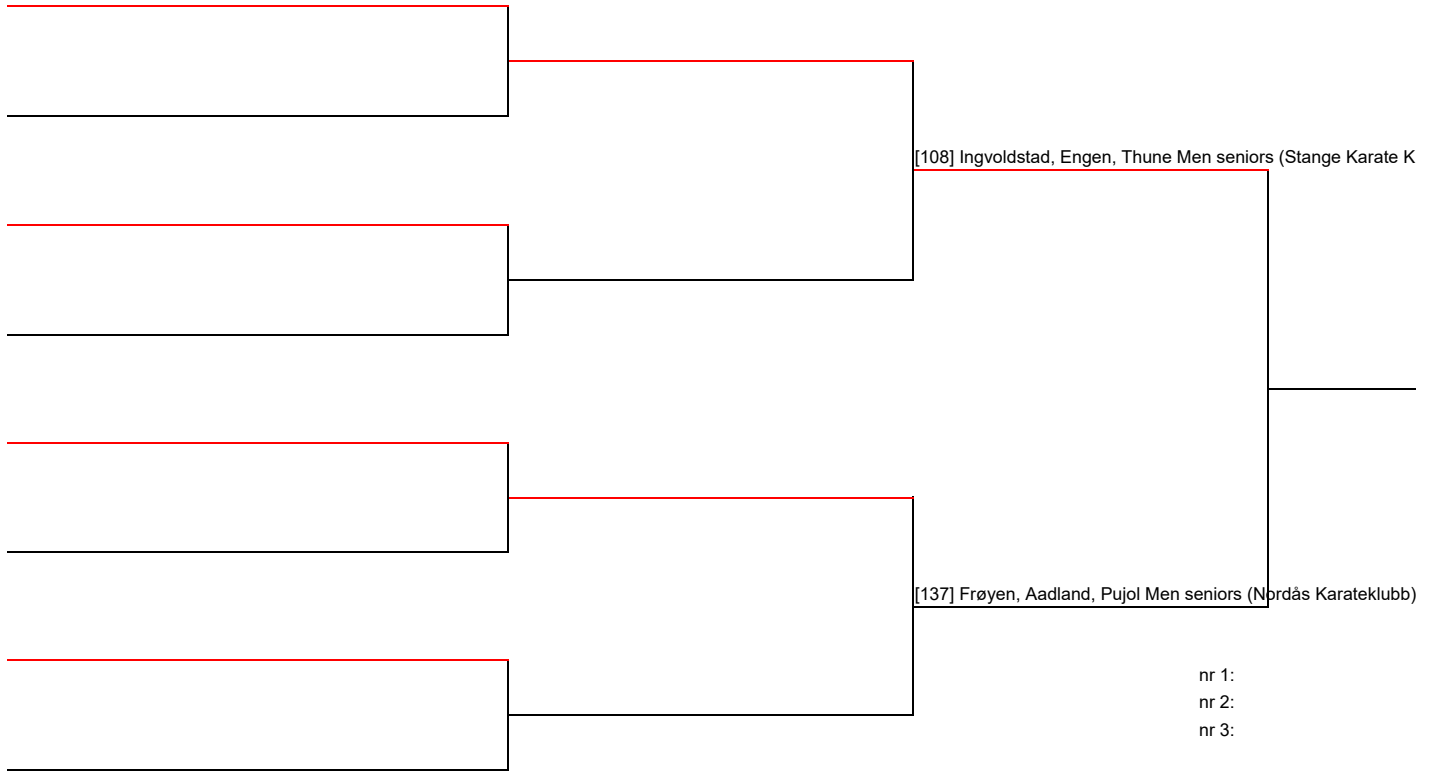 [108] Ingvoldstad, Engen, Thune Men seniors (Stange Karate K
[137] Frøyen, Aadland, Pujol Men seniors (Nordås Karateklubb)
nr 1:
nr 2:
nr 3: